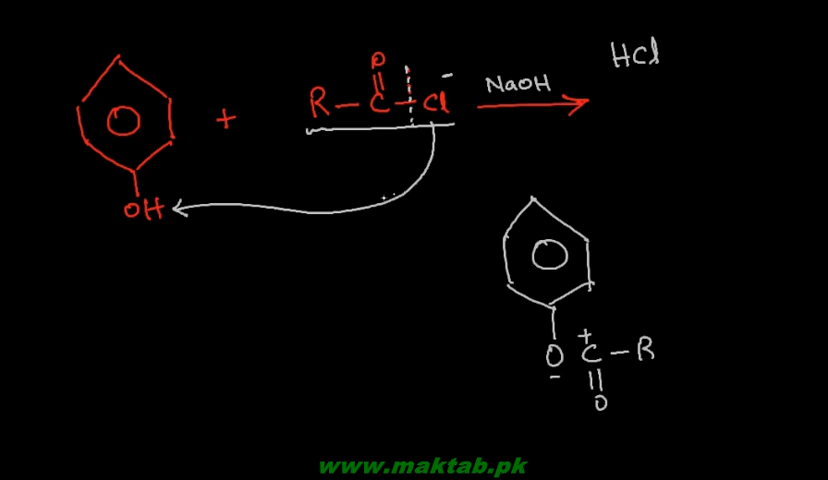 O
||
R – C – Cl –
+
NaOH
HCl
OH
+
O C – R
–
||
O
www.maktab.pk